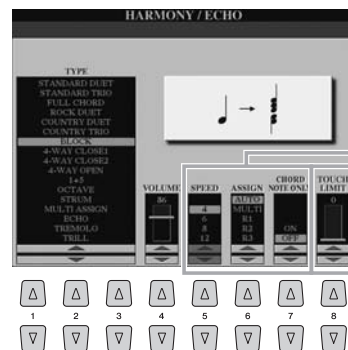 HARMONY / ECHO
TYPE
STANDARD DUET
STANDARD TRIO
FULL CHORD
ROCK DUET
COUNTRY DUET
COUNTRY TRIO
BLOCK
4-WAY CLOSE1
4-WAY CLOSE2
4-WAY OPEN
1+5
OCTAVE
STRUM
MULTI ASSIGN
ECHO
TREMOLO
TRILL
VOLUME
86
SPEED
4
6
8
12
ASSIGN
AUTO
MULTI
R1
R2
R3
CHORD
NOTE ONLY
ON
OFF
TOUCH
LIMIT
0
1 2 3 4 5 6 7 8